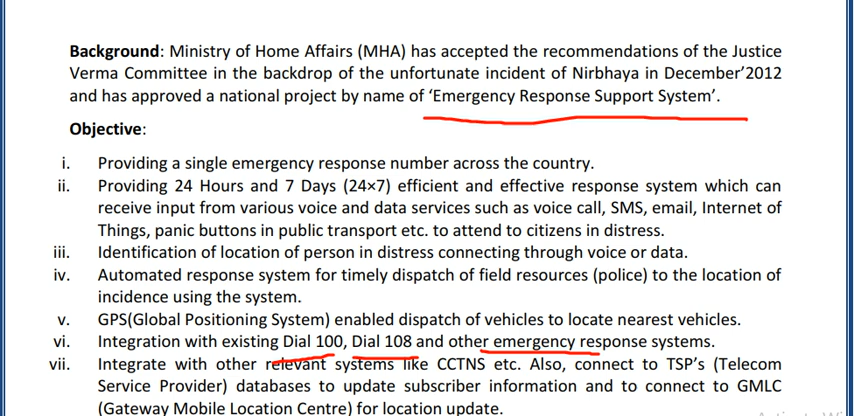 Background: Ministry of Home Affairs (MHA) has accepted the recommendations of the Justice
Verma Committee in the backdrop of the unfortunate incident of Nirbhaya in December'2012
and has approved a national project by name of ‘Emergency Response Support System’.
Objective:
i. Providing a single emergency response number across the country.
ii. Providing 24 Hours and 7 Days (24×7) efficient and effective response system which can
receive input from various voice and data services such as voice call, SMS, email, Internet of
Things, panic buttons in public transport etc. to attend to citizens in distress.
iii. Identification of location of person in distress connecting through voice or data.
iv. Automated response system for timely dispatch of field resources (police) to the location of
incidence using the system.
v. GPS(Global Positioning System) enabled dispatch of vehicles to locate nearest vehicles.
vi. Integration with existing Dial 100, Dial 108 and other emergency response systems.
vii. Integrate with other relevant systems like CCTNS etc. Also, connect to TSP's (Telecom
Service Provider) databases to update subscriber information and to connect to GMLC
(Gateway Mobile Location Centre) for location update.